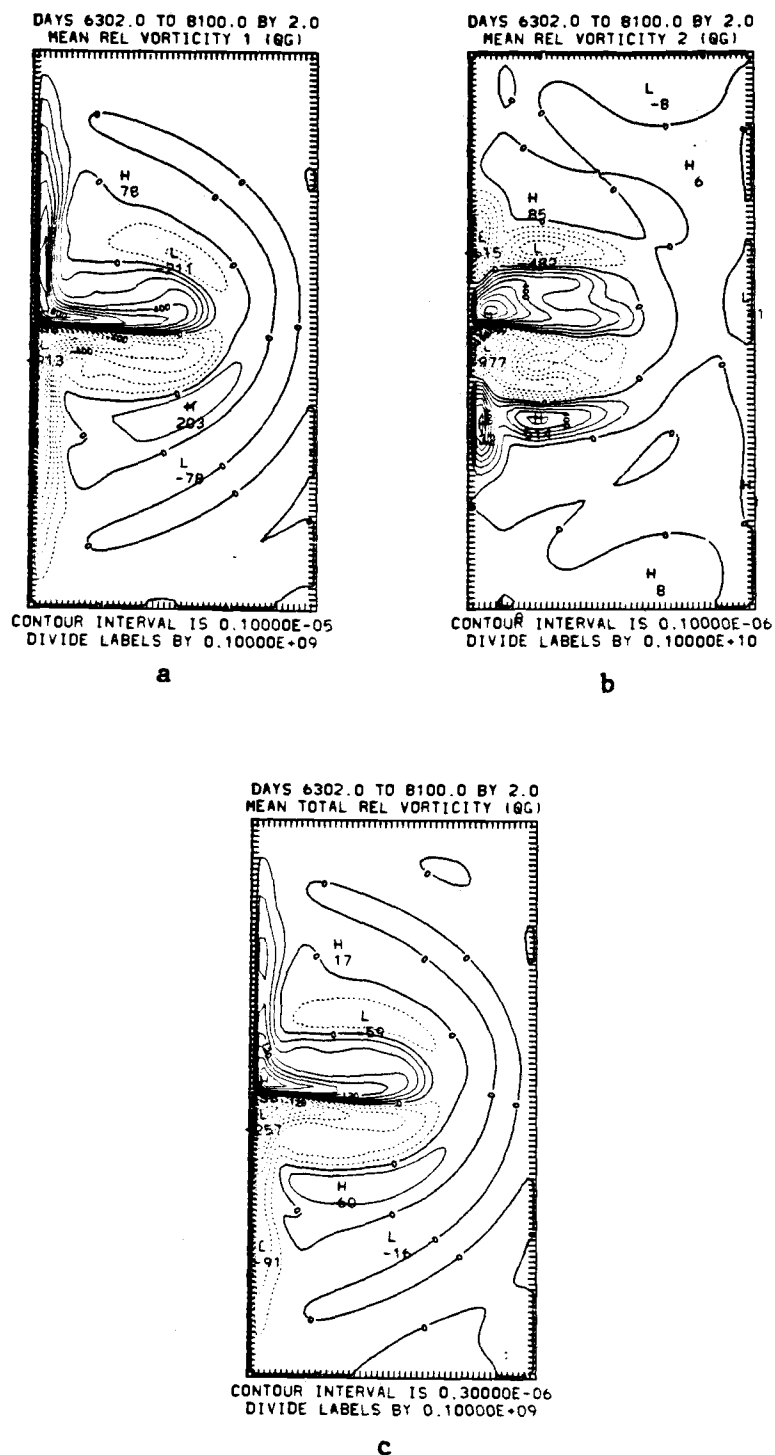 DAYS 6302.0 TO 8100.0 BY 2.0
MEAN REL VORTICITY 1 (QG)
H
78
L
-211
L
H
203
L
-78
CONTOUR INTERVAL IS 0.10000E-05
DIVIDE LABELS BY 0.10000E+09
a
DAYS 6302.0 TO 8100.0 BY 2.0
MEAN REL VORTICITY 2 (QG)
L
-8
H
6
H
85
L
L
L
977
H
H
8
CONTOUR INTERVAL IS 0.10000E-06
DIVIDE LABELS BY 0.10000E+10
b
DAYS 6302.0 TO 8100.0 BY 2.0
MEAN TOTAL REL VORTICITY (QG)
H
17
L
-59
L
-257
H
60
L
-16
L
-91
CONTOUR INTERVAL IS 0.30000E-06
DIVIDE LABELS BY 0.10000E+09
c